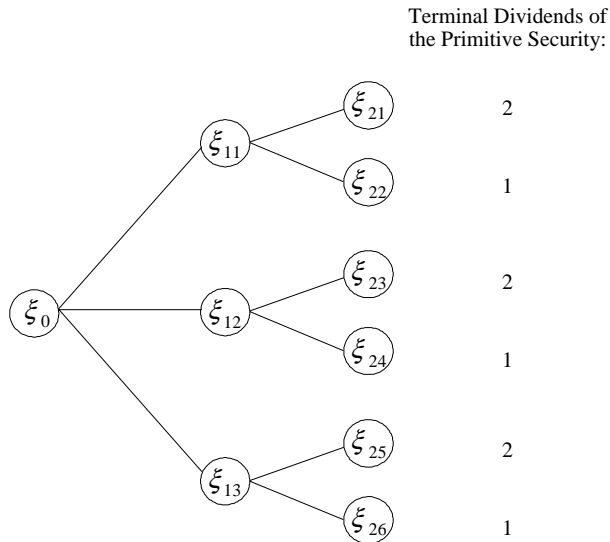 Terminal Dividends of
the Primitive Security:
ξ21 2
ξ11
ξ22 1
ξ23 2
ξ0 ξ12
ξ24 1
ξ25 2
ξ13
ξ26 1